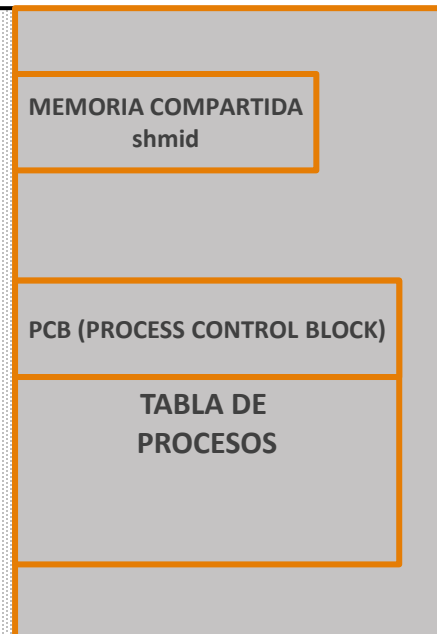 MEMORIA COMPARTIDA
shmid
PCB (PROCESS CONTROL BLOCK)
TABLA DE
PROCESOS